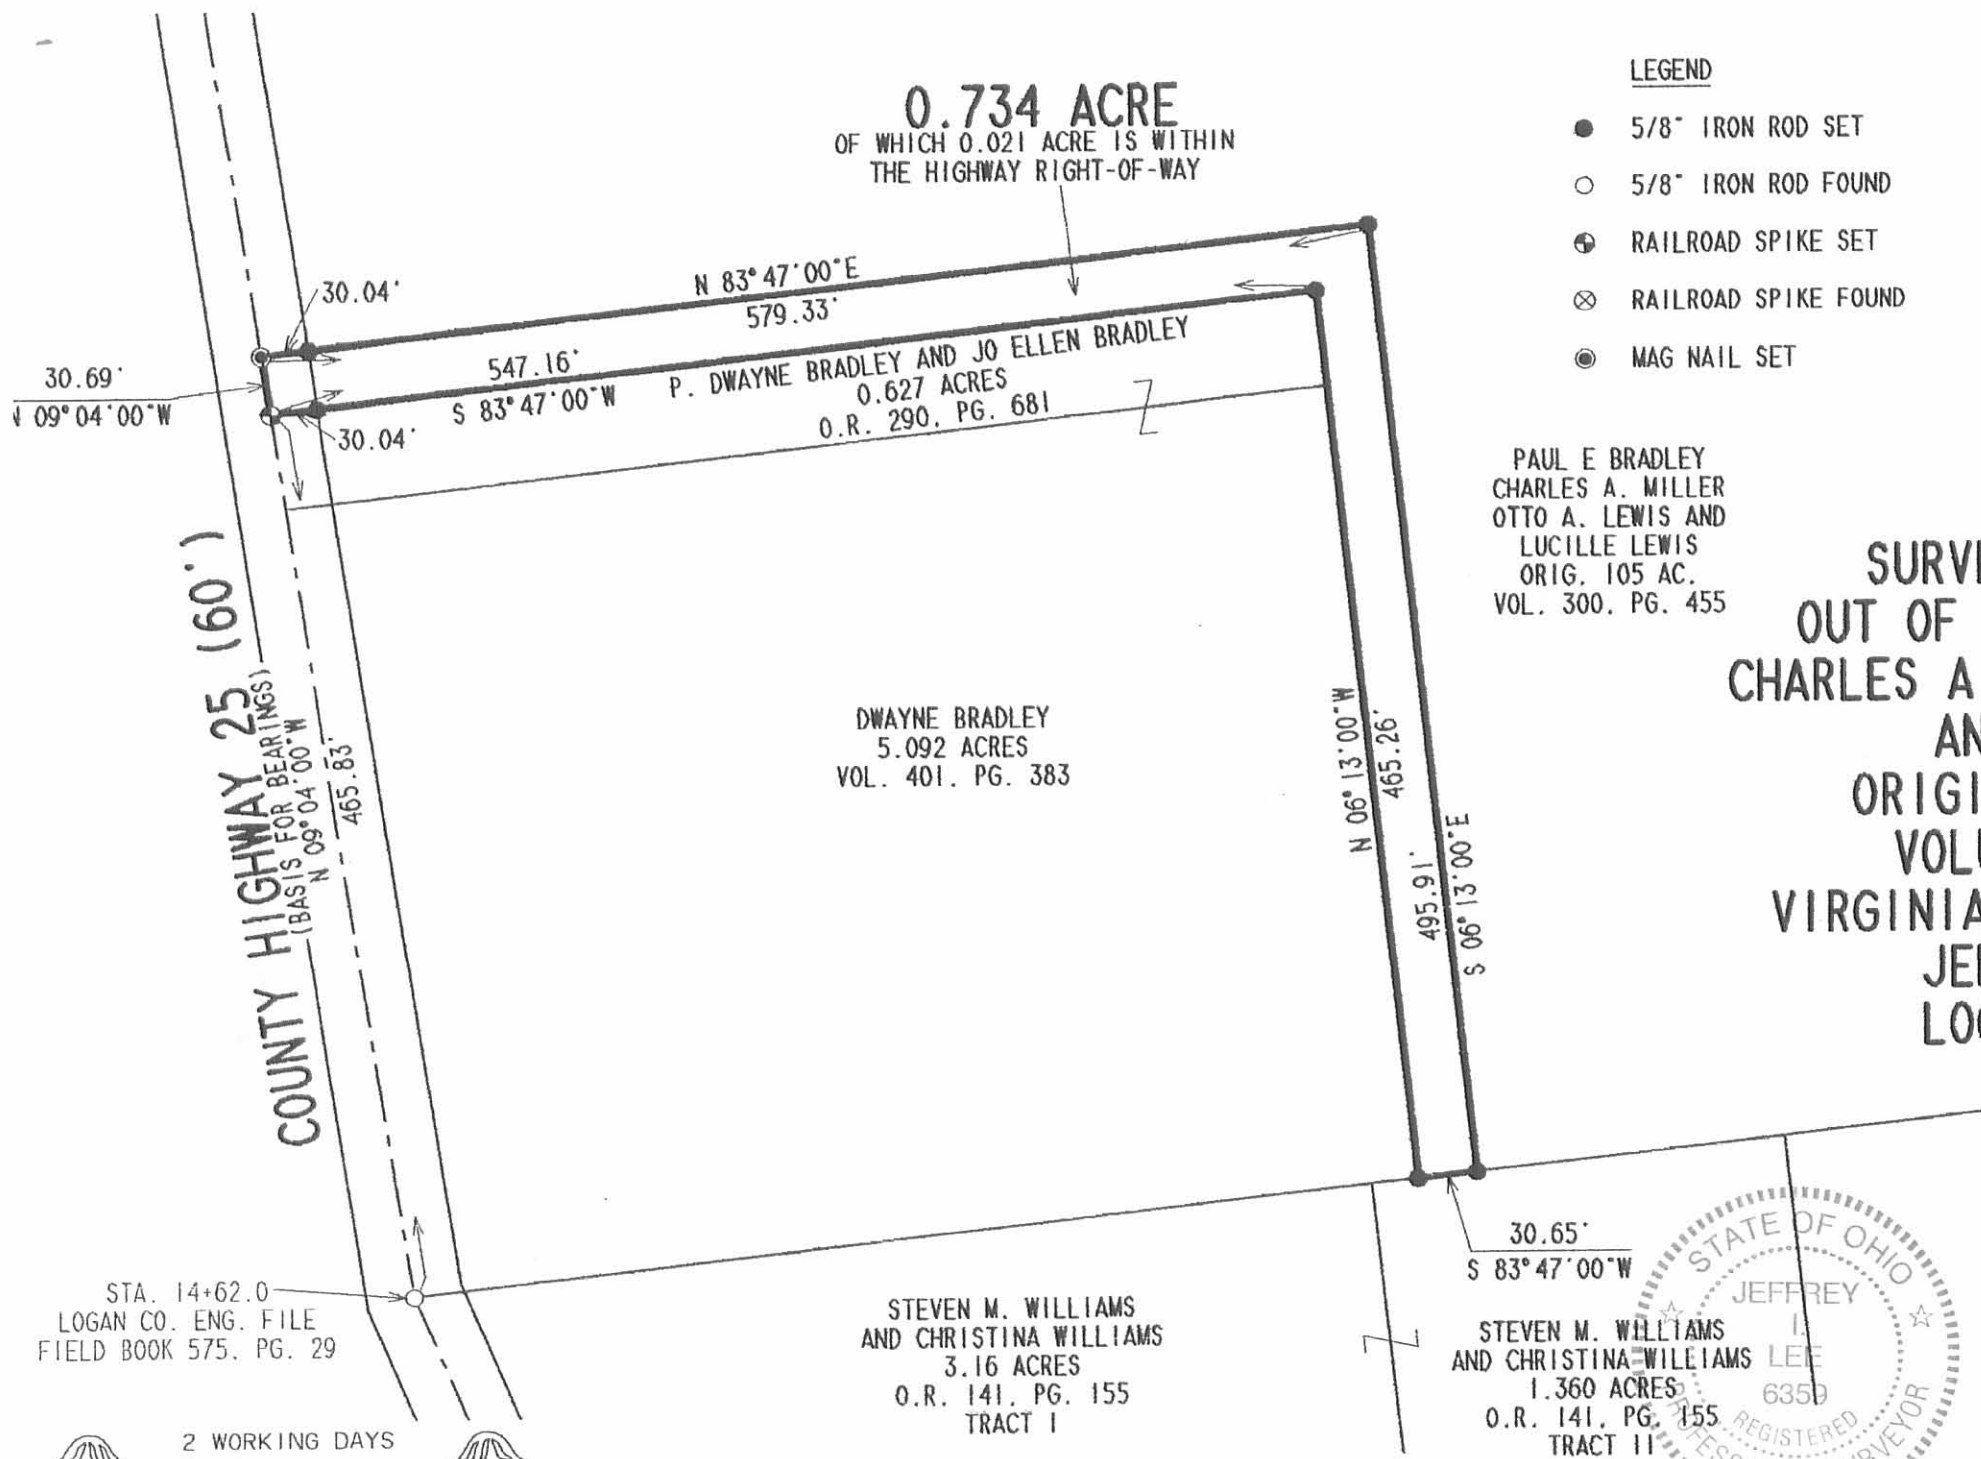 0.734 ACRE
OF WHICH 0.021 ACRE IS WITHIN
THE HIGHWAY RIGHT-OF-WAY
LEGEND
5/8" IRON ROD SET
5/8" IRON ROD FOUND
RAILROAD SPIKE SET
RAILROAD SPIKE FOUND
MAG NAIL SET
30.04'
N 83°47'00"E
579.33'
30.69'
N 09°04'00"W
547.16'
S 83°47'00"W
30.04'
P. DWAYNE BRADLEY AND JO ELLEN BRADLEY
0.627 ACRES
O.R. 290, PG. 681
PAUL E BRADLEY
CHARLES A. MILLER
OTTO A. LEWIS AND
LUCILLE LEWIS
ORIG. 105 AC.
VOL. 300, PG. 455
SURV
OUT OF
CHARLES A
AN
ORIGI
VOLU
VIRGINIA
JE
LO
COUNTY HIGHWAY 25 (60')
(BASIS FOR BEARINGS)
N 09°04'00"W
465.83'
DWAYNE BRADLEY
5.092 ACRES
VOL. 401, PG. 383
N 06°13'00"W
465.26'
495.91'
S 06°13'00"E
30.65'
S 83°47'00"W
STA. 14+62.0
LOGAN CO. ENG. FILE
FIELD BOOK 575, PG. 29
STEVEN M. WILLIAMS
AND CHRISTINA WILLIAMS
3.16 ACRES
O.R. 141, PG. 155
TRACT I
STEVEN M. WILLIAMS
AND CHRISTINA WILLIAMS
1.360 ACRES
O.R. 141, PG. 155
TRACT II
STATE OF OHIO
JEFFREY
I.
LEE
6359
REGISTERED
2 WORKING DAYS